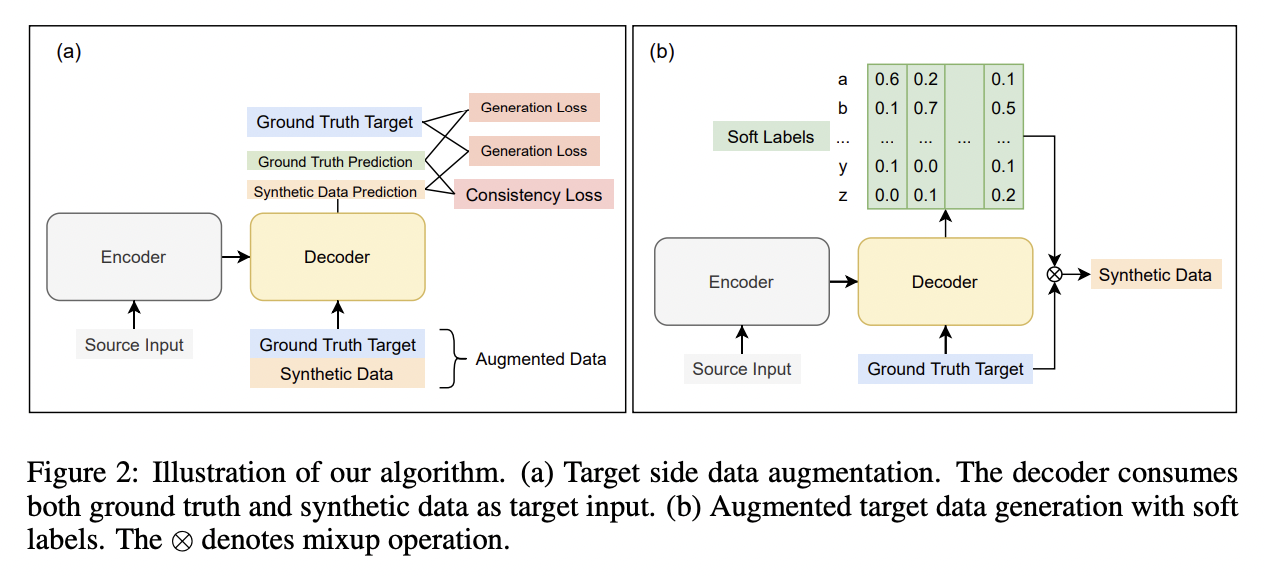 (a)
Ground Truth Target
Generation Loss
Generation Loss
Ground Truth Prediction
Synthetic Data Prediction
Consistency Loss
Encoder
Decoder
Source Input
Ground Truth Target
Synthetic Data
Augmented Data
(b)
Soft Labels
a 0.6 0.2 0.1
b 0.1 0.7 0.5
... ... ... ... ...
y 0.1 0.0 0.1
z 0.0 0.1 0.2
Encoder
Decoder
⊗
Synthetic Data
Source Input
Ground Truth Target
Figure 2: Illustration of our algorithm. (a) Target side data augmentation. The decoder consumes
both ground truth and synthetic data as target input. (b) Augmented target data generation with soft
labels. The ⊗ denotes mixup operation.